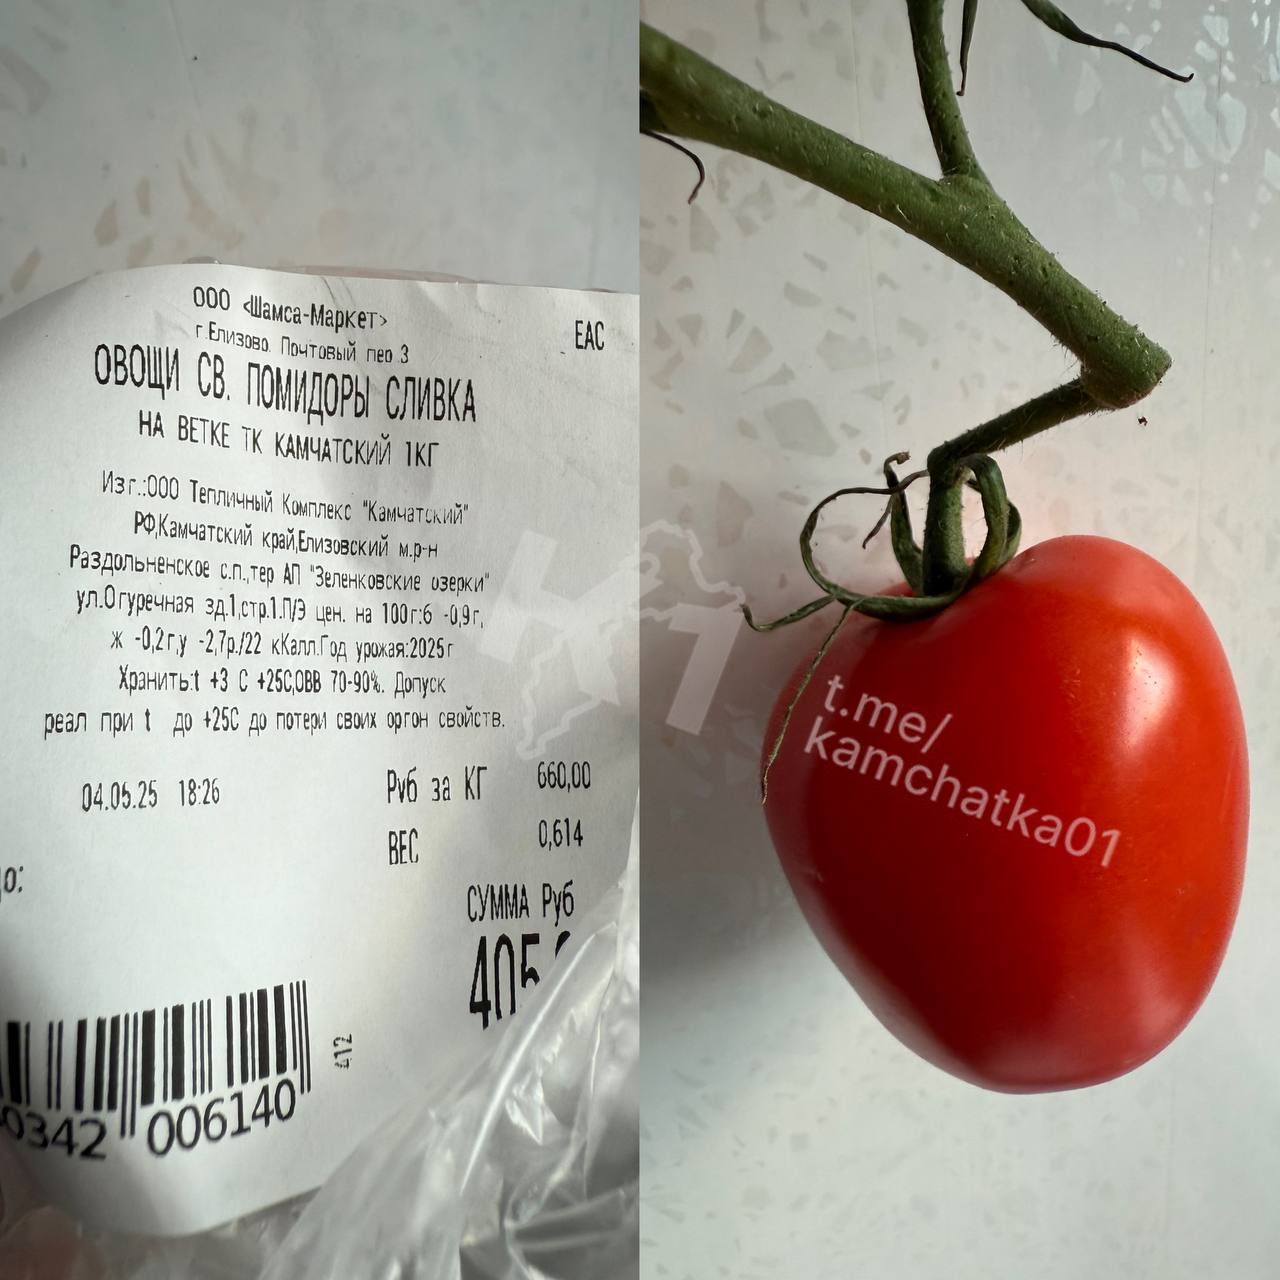 ООО <Шамса-Маркет>
г.Елизово. Почтовый пер 3
ЕАС
ОВОЩИ СВ. ПОМИДОРЫ СЛИВКА
НА ВЕТКЕ ТК КАМЧАТСКИЙ 1КГ
Изг.:ООО Тепличный Комплекс "Камчатский"
РФ,Камчатский край,Елизовский м.р-н
Раздольненское с.п.,тер АП "Зеленковские озерки"
ул.Огуречная зд.1,стр.1.П/Э цен. на 100г:б -0,9г,
ж -0,2г,у -2,7г./22 кКалл.Год урожая:2025г
Хранить:t +3 С +25С,ОВВ 70-90%. Допуск
реал при t до +25С до потери своих орган свойств.
04.05.25 18:26
Руб за КГ 660,00
ВЕС 0,614
до:
СУММА Руб
405
412
0342 006140
К1
t.me/
kamchatka01